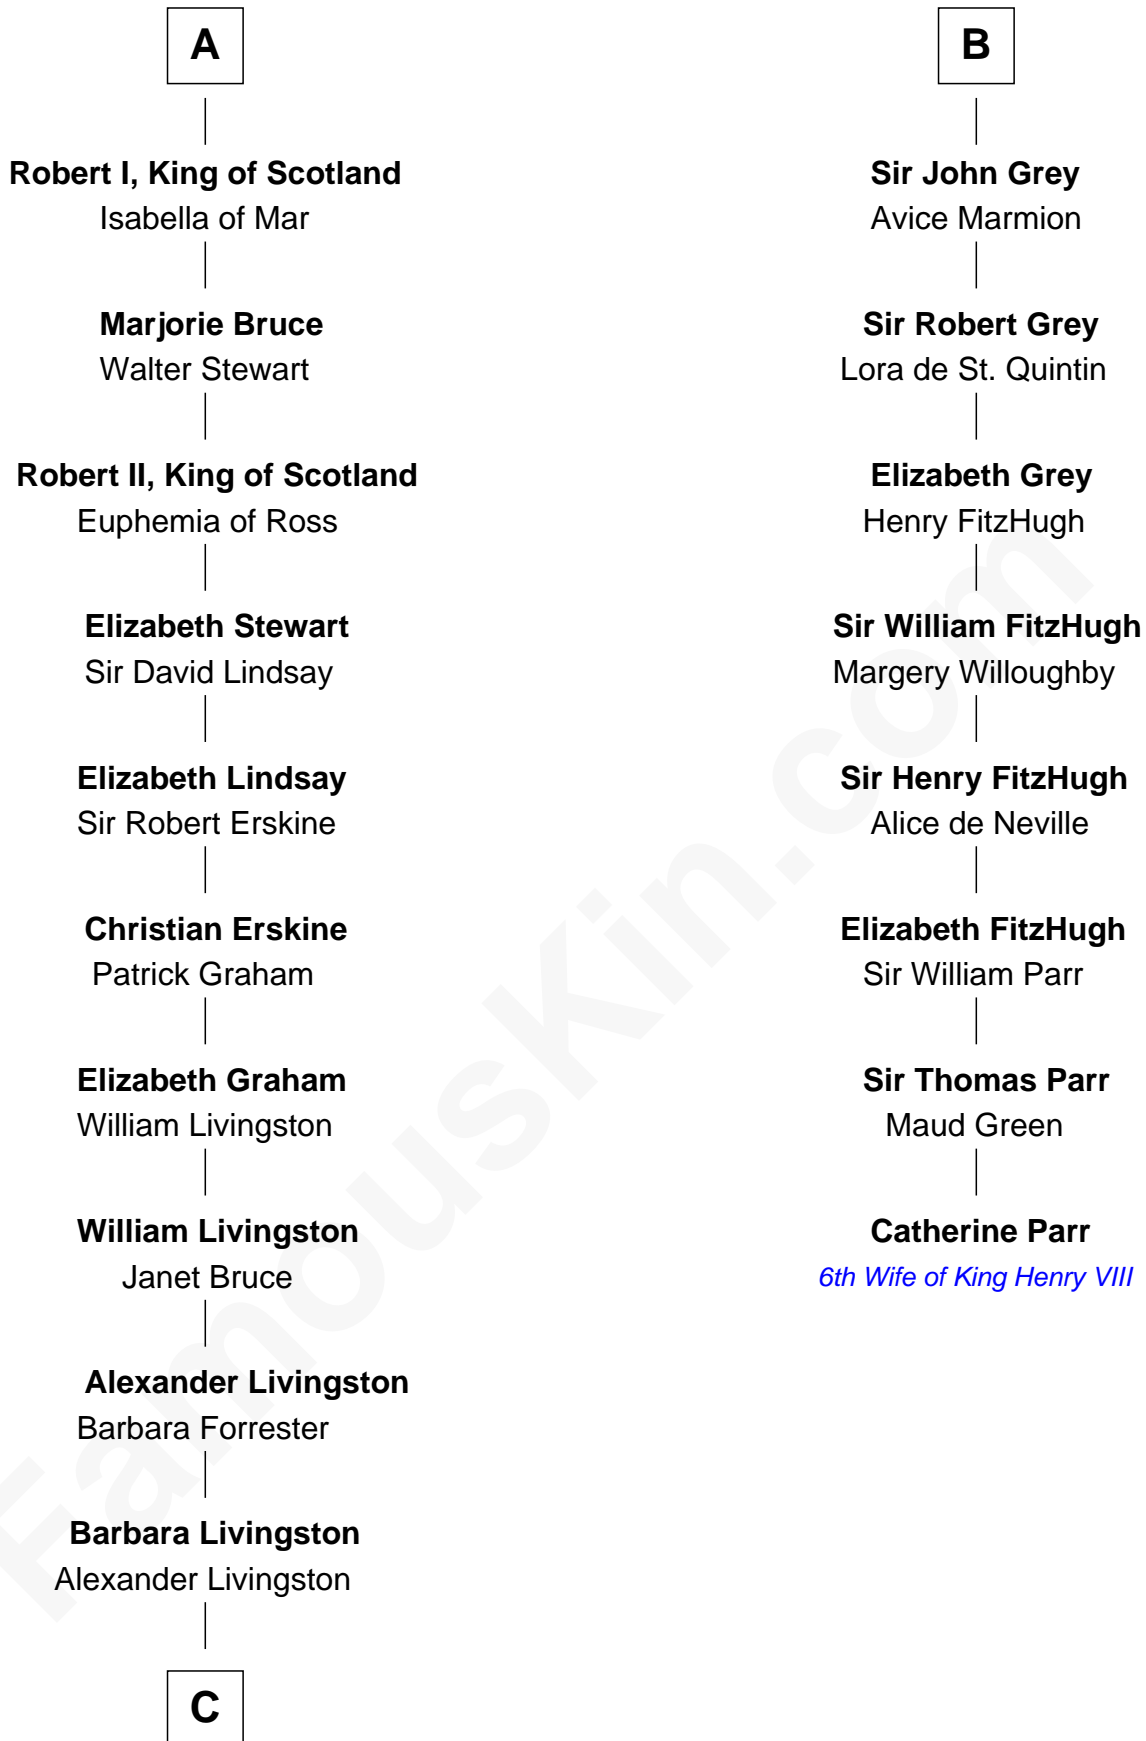 A
Robert I, King of Scotland
Isabella of Mar
Marjorie Bruce
Walter Stewart
Robert II, King of Scotland
Euphemia of Ross
Elizabeth Stewart
Sir David Lindsay
Elizabeth Lindsay
Sir Robert Erskine
Christian Erskine
Patrick Graham
Elizabeth Graham
William Livingston
William Livingston
Janet Bruce
Alexander Livingston
Barbara Forrester
Barbara Livingston
Alexander Livingston
C
B
Sir John Grey
Avice Marmion
Sir Robert Grey
Lora de St. Quintin
Elizabeth Grey
Henry FitzHugh
Sir William FitzHugh
Margery Willoughby
Sir Henry FitzHugh
Alice de Neville
Elizabeth FitzHugh
Sir William Parr
Sir Thomas Parr
Maud Green
Catherine Parr
6th Wife of King Henry VIII
FamousKin.com